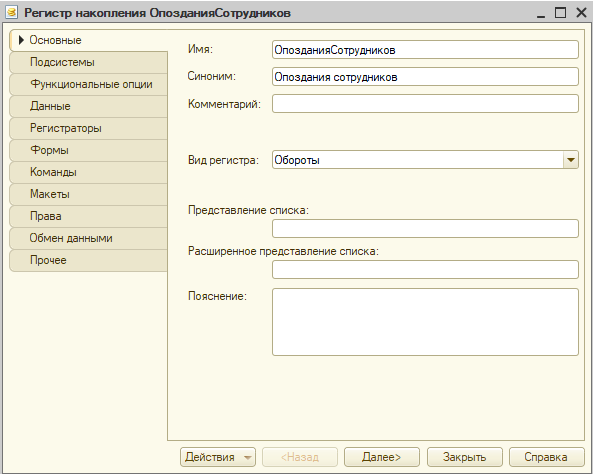 Регистр накопления ОпозданияСотрудников
Основные
Подсистемы
Функциональные опции
Данные
Регистраторы
Формы
Команды
Макеты
Права
Обмен данными
Прочее
Имя: ОпозданияСотрудников
Синоним: Опоздания сотрудников
Комментарий:
Вид регистра: Обороты
Представление списка:
Расширенное представление списка:
Пояснение:
Действия <Назад Далее> Закрыть Справка